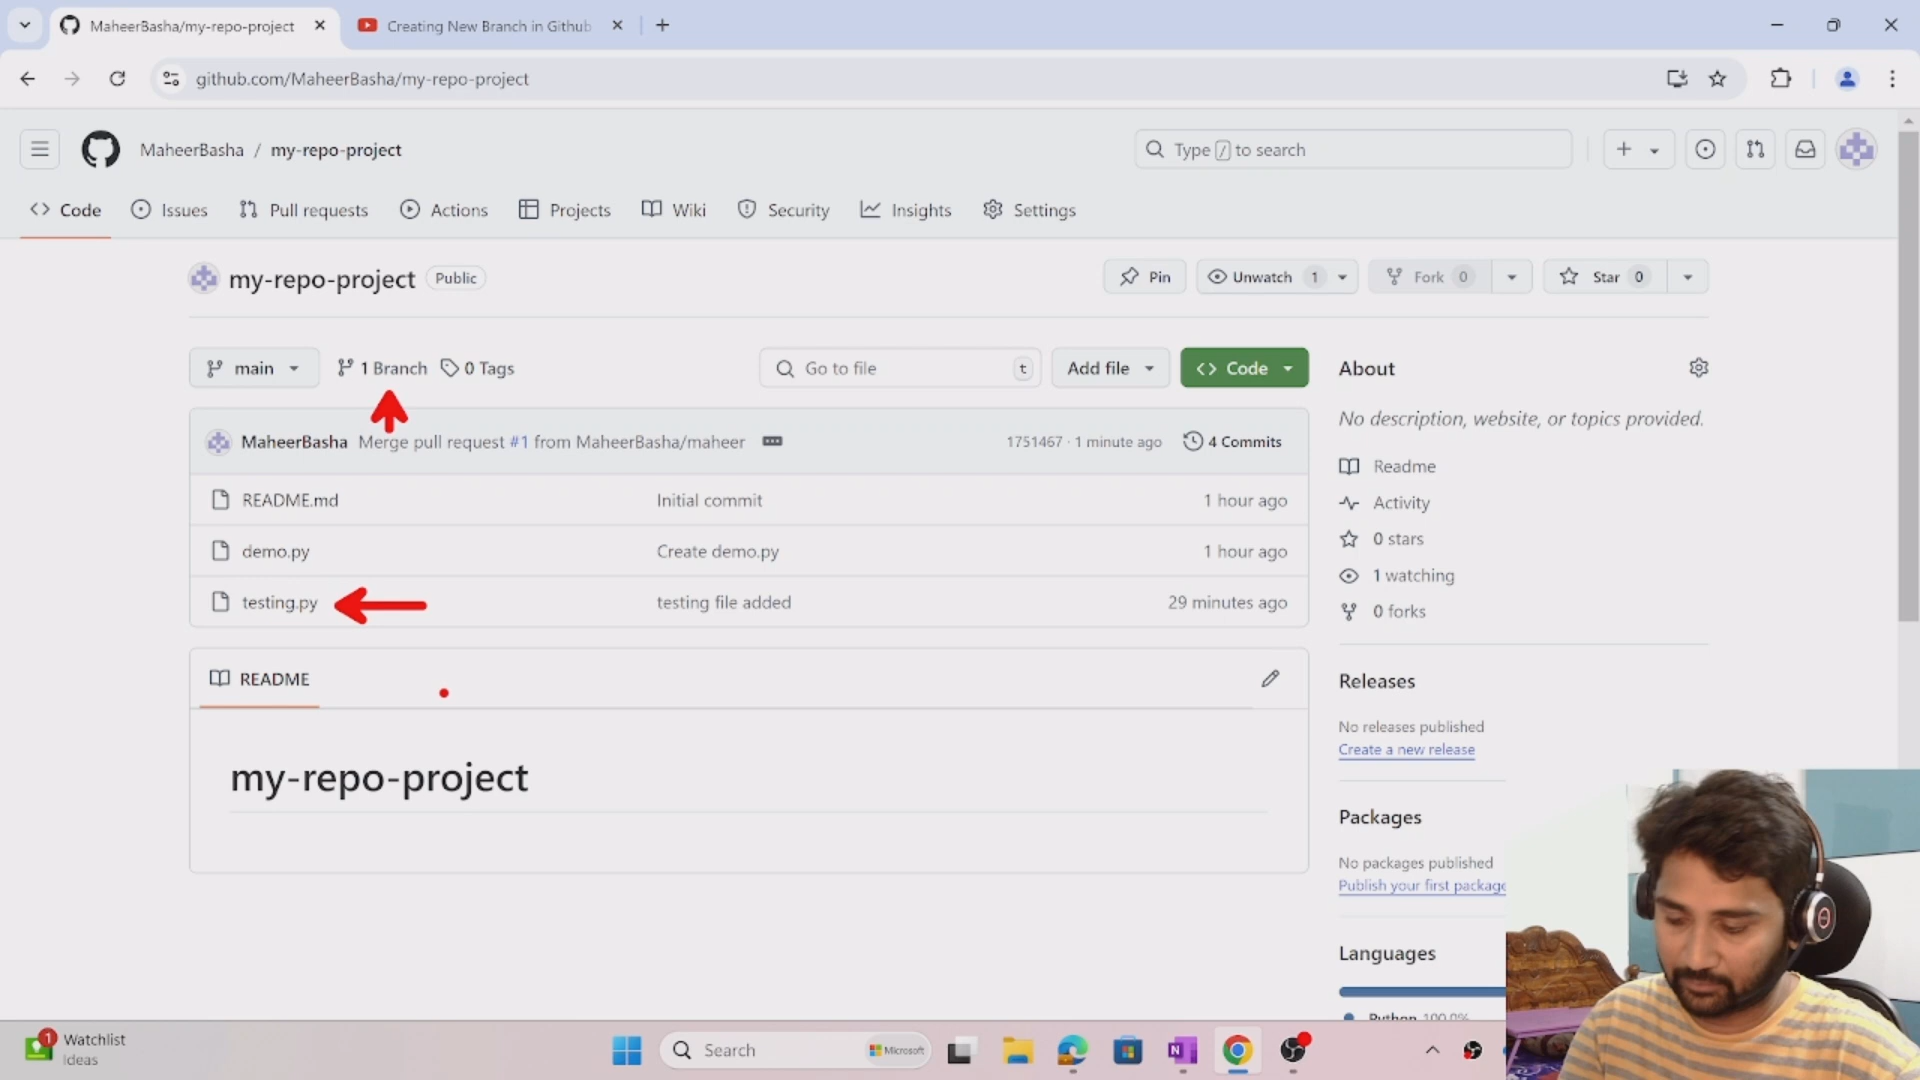 MaheerBasha/my-repo-project
Creating New Branch in Github
github.com/MaheerBasha/my-repo-project
MaheerBasha / my-repo-project
Type / to search
Code Issues Pull requests Actions Projects Wiki Security Insights Settings
my-repo-project Public
Pin Unwatch 1 Fork 0 Star 0
main 1 Branch 0 Tags Go to file t Add file Code
MaheerBasha Merge pull request #1 from MaheerBasha/maheer 1751467 · 1 minute ago 4 Commits
README.md Initial commit 1 hour ago
demo.py Create demo.py 1 hour ago
testing.py testing file added 29 minutes ago
README
my-repo-project
About
No description, website, or topics provided.
Readme
Activity
0 stars
1 watching
0 forks
Releases
No releases published
Create a new release
Packages
No packages published
Publish your first package
Languages
Python 100.0%
1 Watchlist
Ideas
Search Microsoft